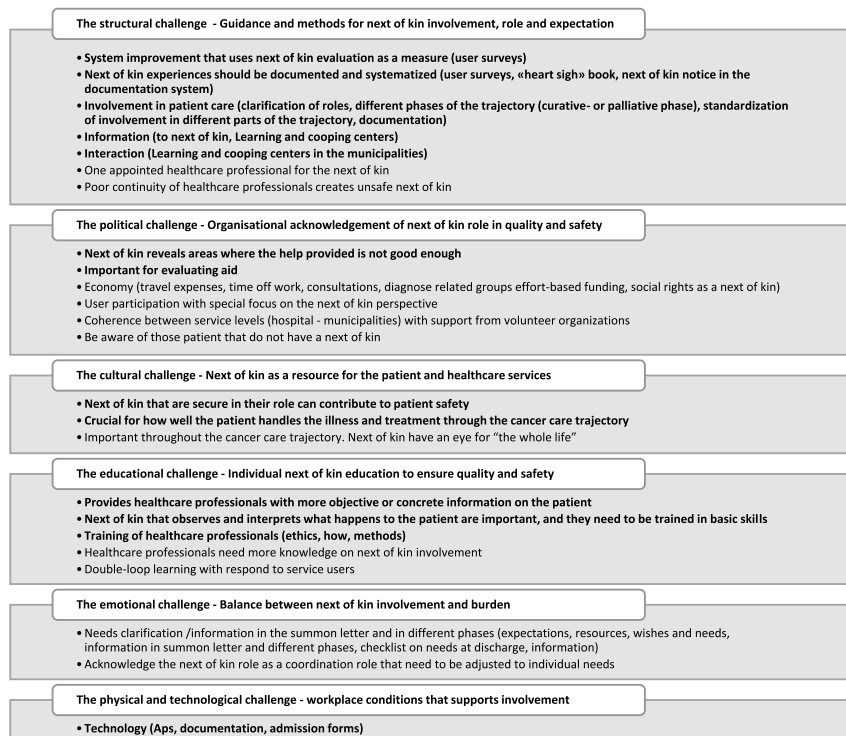 The structural challenge - Guidance and methods for next of kin involvement, role and expectation
• System improvement that uses next of kin evaluation as a measure (user surveys)
• Next of kin experiences should be documented and systematized (user surveys, «heart sigh» book, next of kin notice in the
documentation system)
• Involvement in patient care (clarification of roles, different phases of the trajectory (curative- or palliative phase), standardization
of involvement in different parts of the trajectory, documentation)
• Information (to next of kin, Learning and cooping centers)
• Interaction (Learning and cooping centers in the municipalities)
• One appointed healthcare professional for the next of kin
• Poor continuity of healthcare professionals creates unsafe next of kin
The political challenge - Organisational acknowledgement of next of kin role in quality and safety
• Next of kin reveals areas where the help provided is not good enough
• Important for evaluating aid
• Economy (travel expenses, time off work, consultations, diagnose related groups effort-based funding, social rights as a next of kin)
• User participation with special focus on the next of kin perspective
• Coherence between service levels (hospital - municipalities) with support from volunteer organizations
• Be aware of those patient that do not have a next of kin
The cultural challenge - Next of kin as a resource for the patient and healthcare services
• Next of kin that are secure in their role can contribute to patient safety
• Crucial for how well the patient handles the illness and treatment through the cancer care trajectory
• Important throughout the cancer care trajectory. Next of kin have an eye for “the whole life”
The educational challenge - Individual next of kin education to ensure quality and safety
• Provides healthcare professionals with more objective or concrete information on the patient
• Next of kin that observes and interprets what happens to the patient are important, and they need to be trained in basic skills
• Training of healthcare professionals (ethics, how, methods)
• Healthcare professionals need more knowledge on next of kin involvement
• Double-loop learning with respond to service users
The emotional challenge - Balance between next of kin involvement and burden
• Needs clarification /information in the summon letter and in different phases (expectations, resources, wishes and needs,
information in summon letter and different phases, checklist on needs at discharge, information)
• Acknowledge the next of kin role as a coordination role that need to be adjusted to individual needs
The physical and technological challenge - workplace conditions that supports involvement
• Technology (Aps, documentation, admission forms)